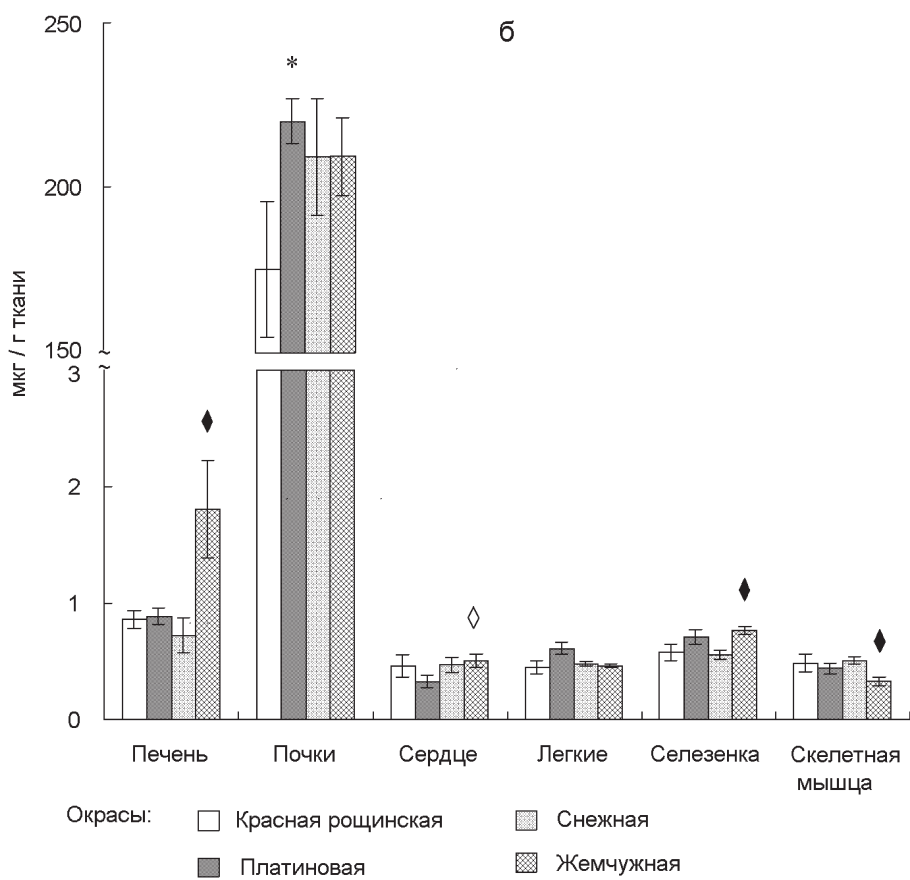 б
250
*
200
150
мкг / г ткани
3
2
1
0
Печень Почки Сердце Легкие Селезенка Скелетная
мышца
Окрасы: Красная рощинская Снежная
Платиновая Жемчужная